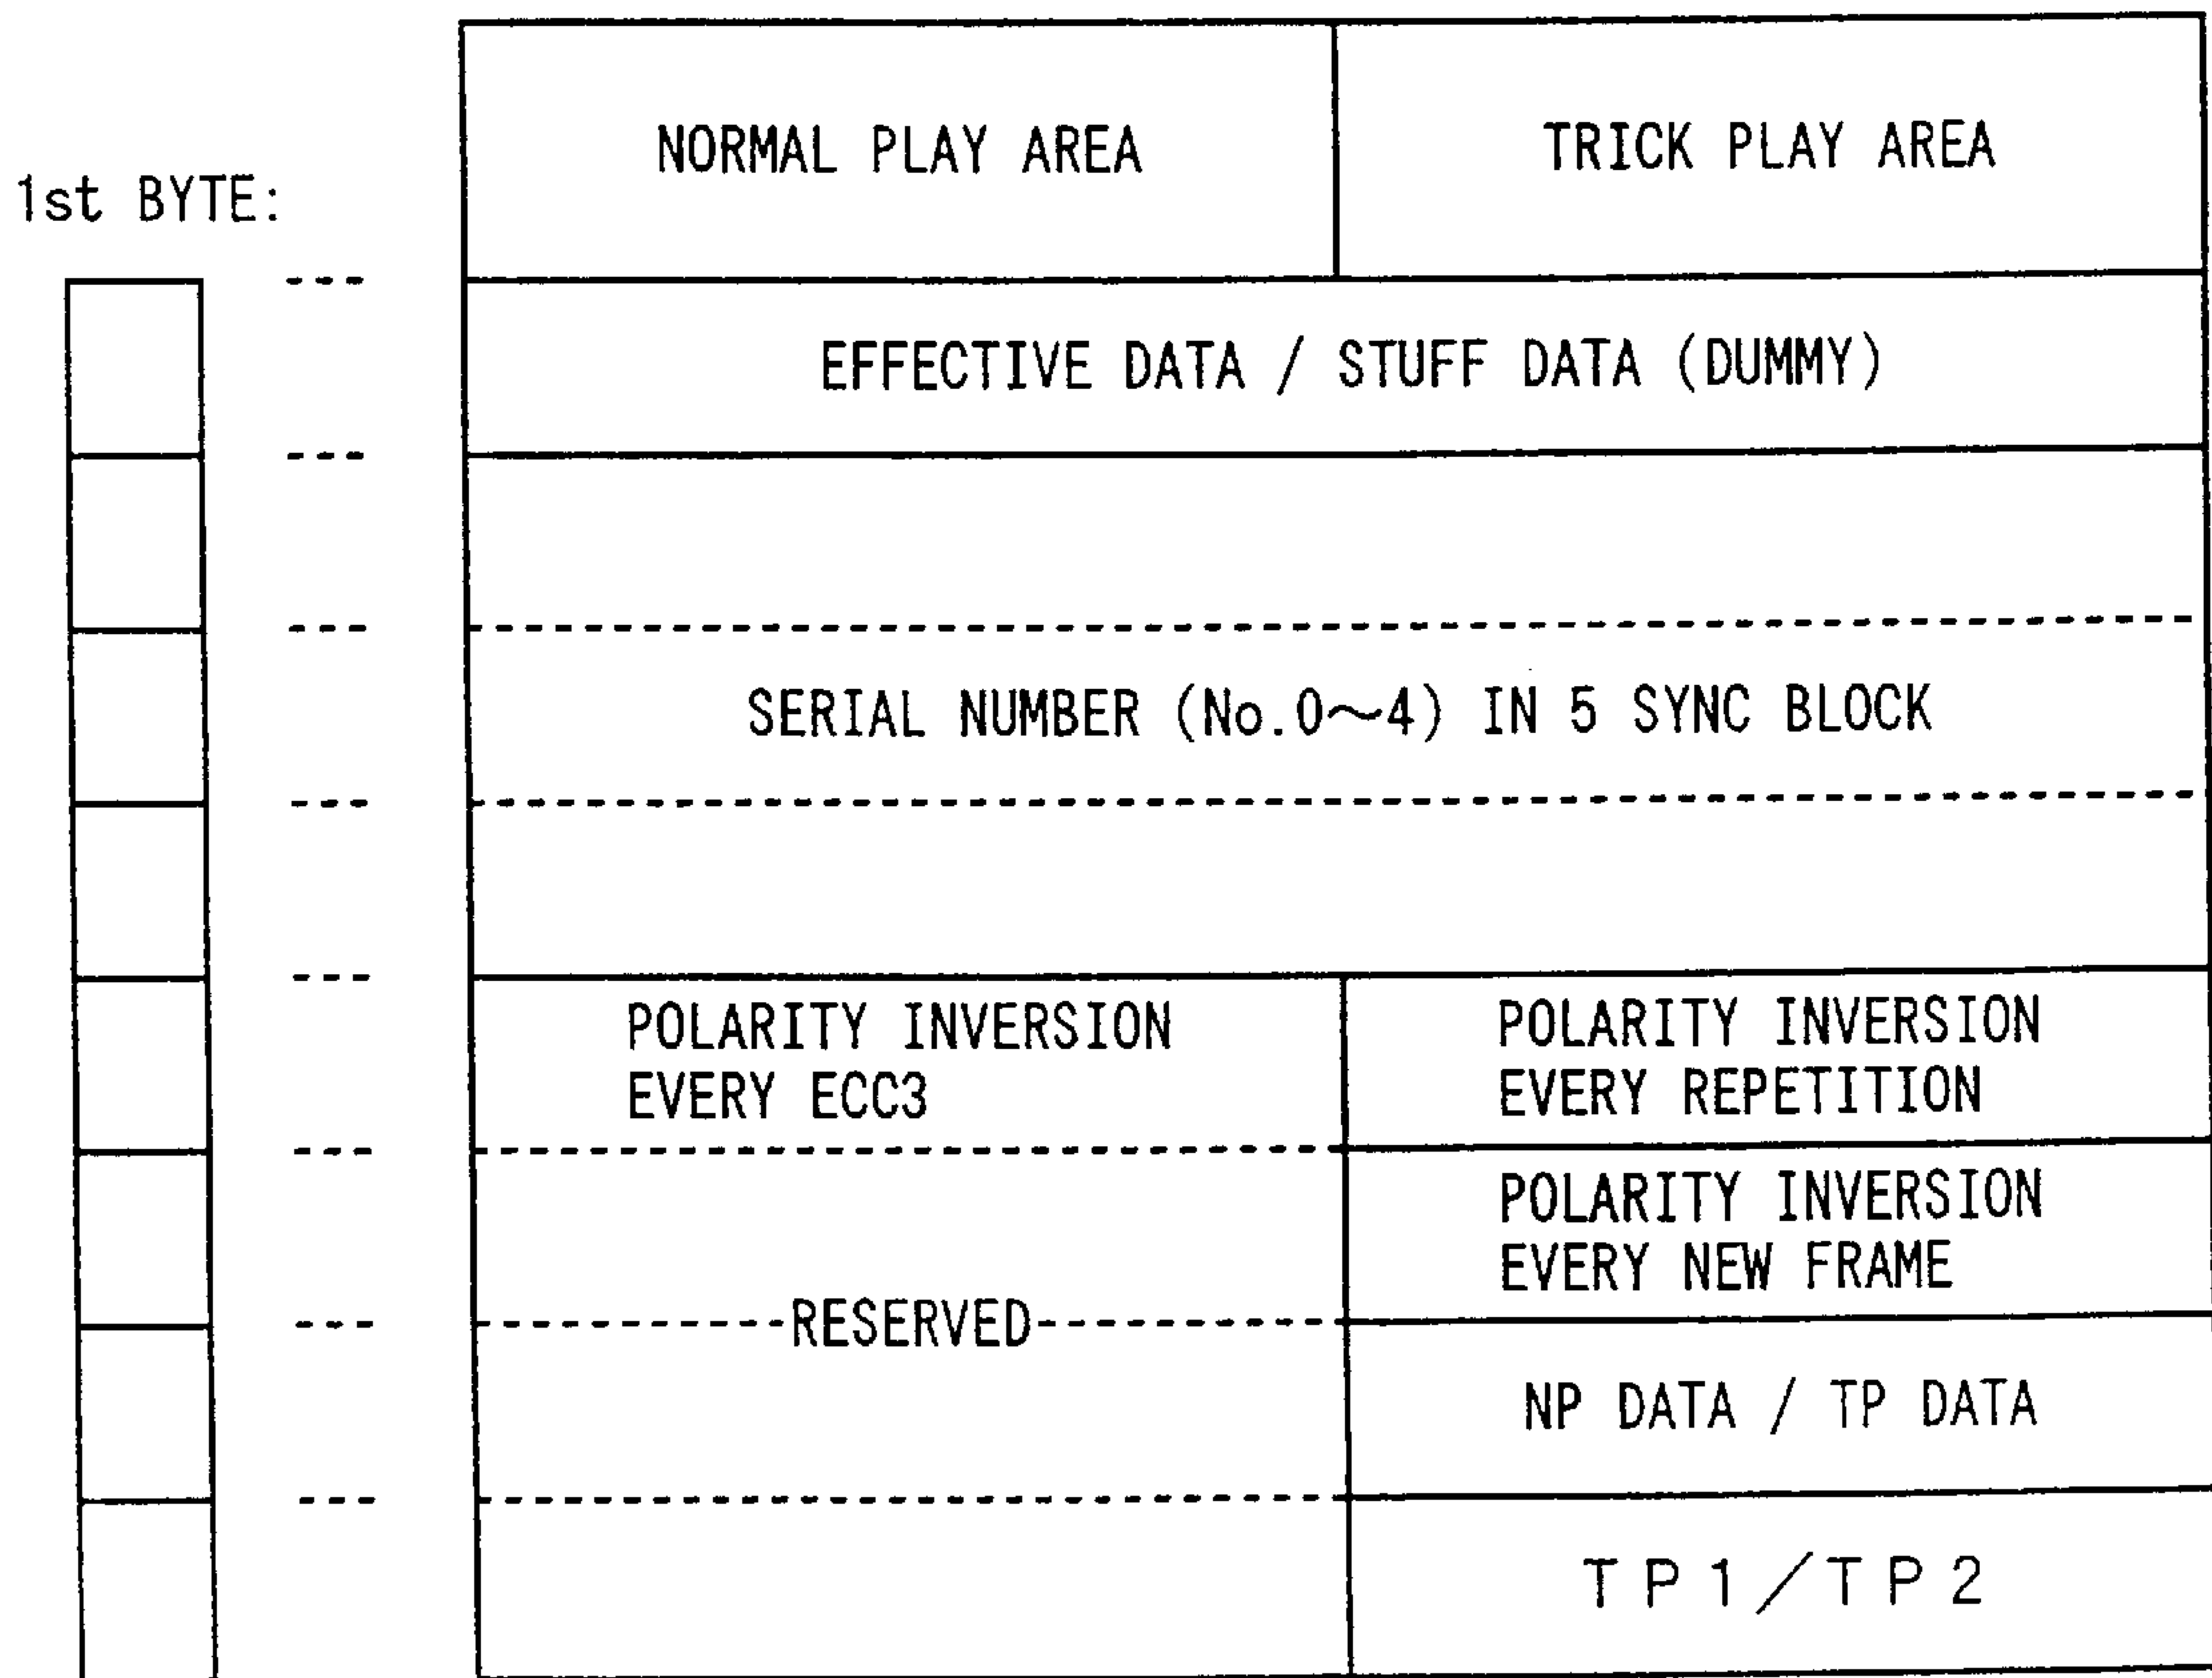 NORMAL PLAY AREA
TRICK PLAY AREA
1st BYTE:
EFFECTIVE DATA / STUFF DATA (DUMMY)
SERIAL NUMBER (No.0～4) IN 5 SYNC BLOCK
POLARITY INVERSION
EVERY ECC3
POLARITY INVERSION
EVERY REPETITION
POLARITY INVERSION
EVERY NEW FRAME
RESERVED
NP DATA / TP DATA
TP1／TP2